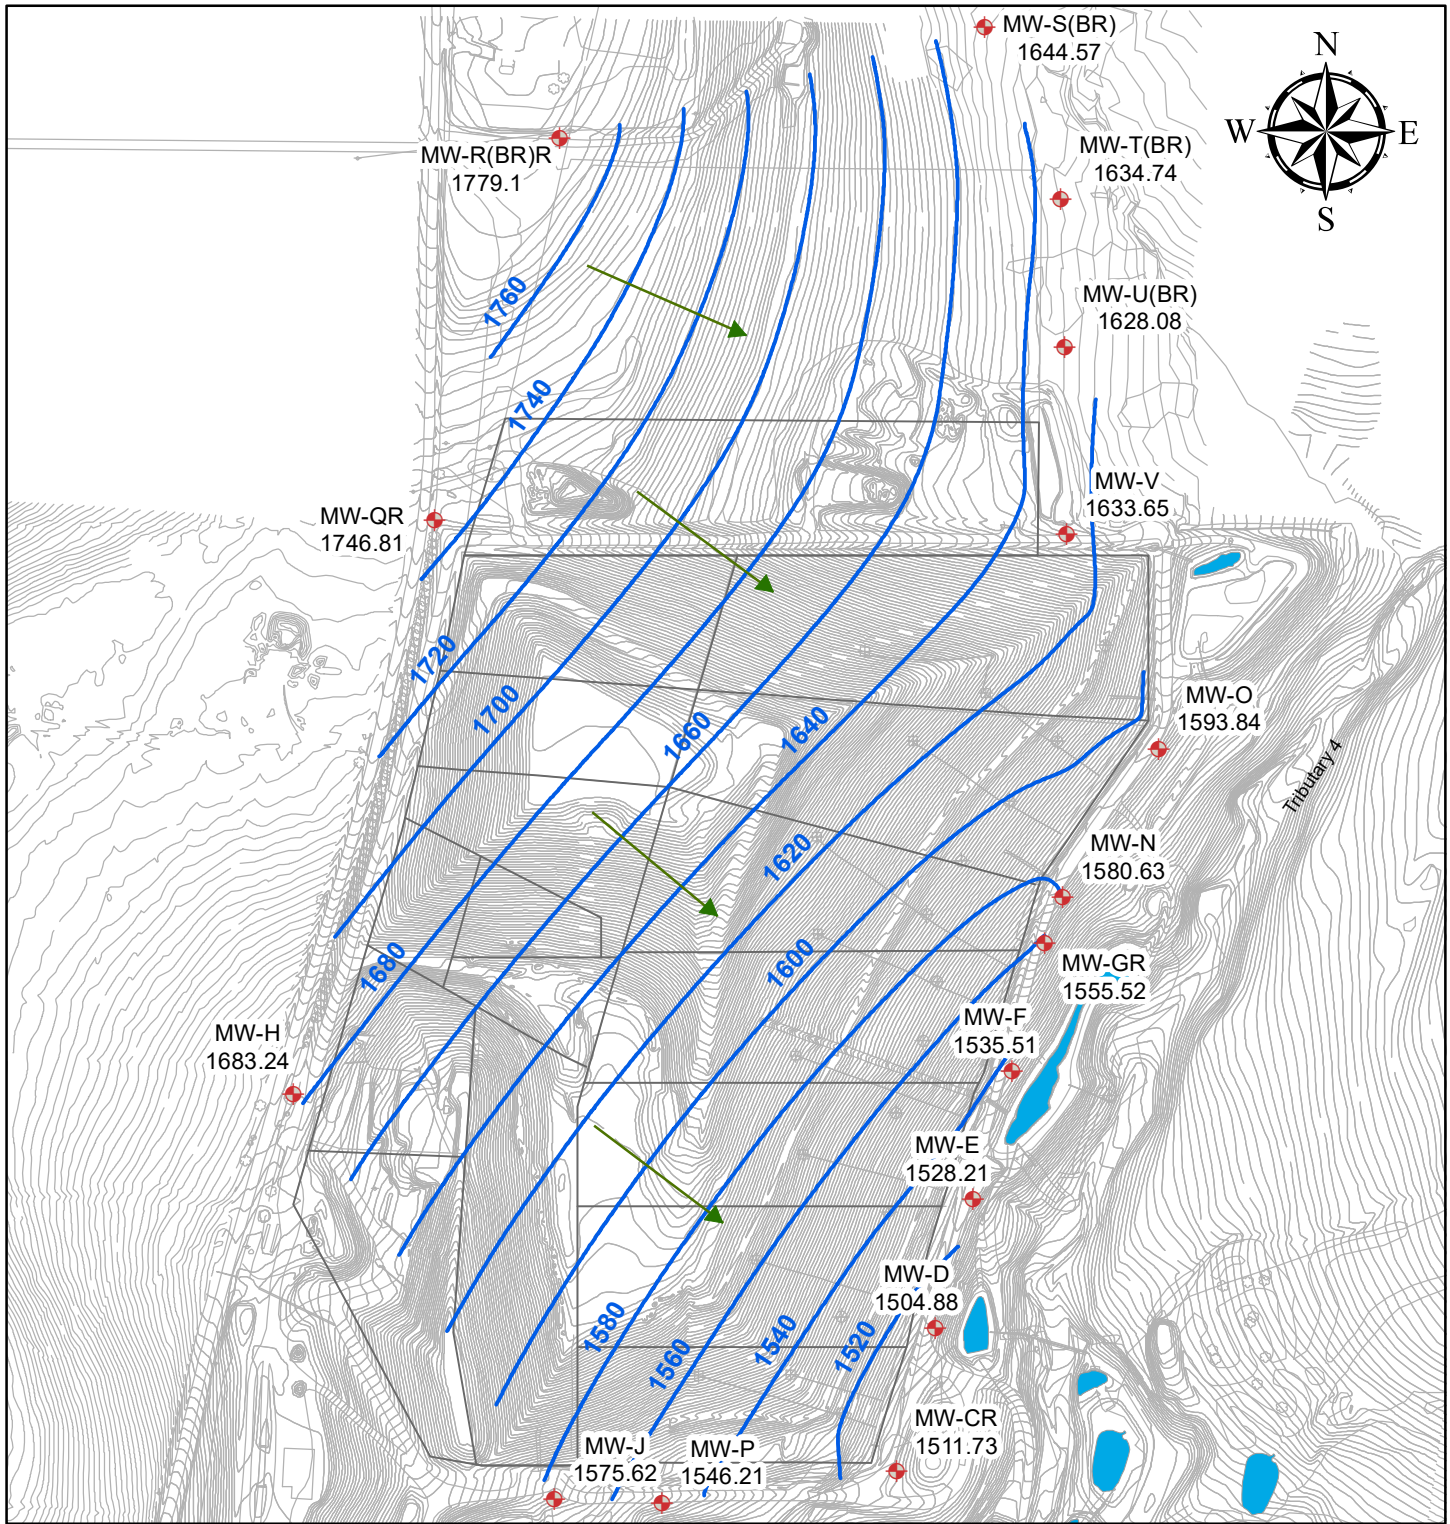 MW-S(BR)
1644.57
N
W
E
S
MW-R(BR)R
1779.1
MW-T(BR)
1634.74
1760
MW-U(BR)
1628.08
1740
MW-QR
1746.81
MW-V
1633.65
1720
1700
1660
1640
MW-O
1593.84
Tributary 4
1620
MW-N
1580.63
1680
1600
MW-GR
1555.52
MW-H
1683.24
MW-F
1535.51
MW-E
1528.21
MW-D
1504.88
1580
1560
1540
1520
MW-CR
1511.73
MW-J
1575.62
MW-P
1546.21